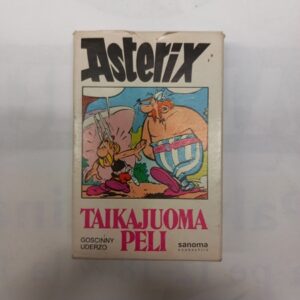 Asterix
TAIKAJUOMA
PELI
GOSCINNY
UDERZO
sanoma